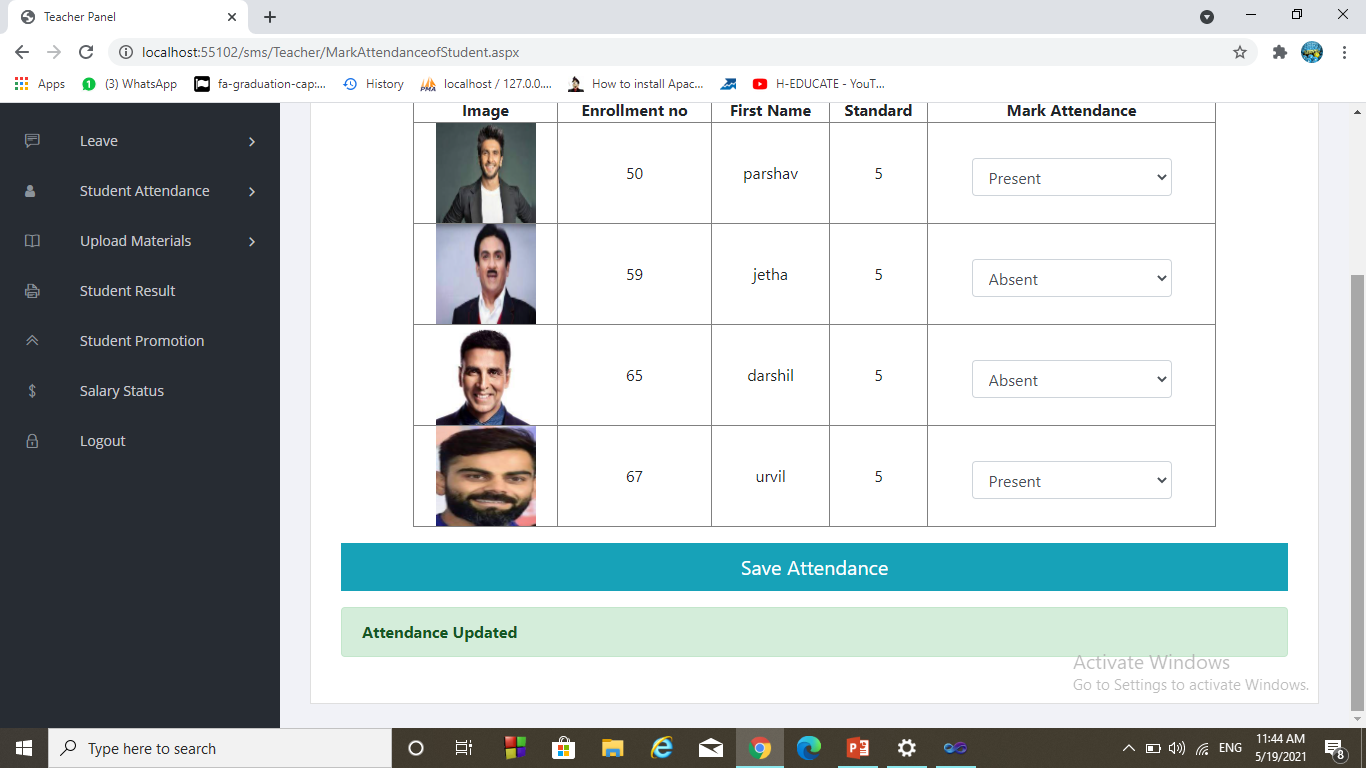 Teacher Panel
localhost:55102/sms/Teacher/MarkAttendanceofStudent.aspx
Apps (3) WhatsApp fa-graduation-cap:... History localhost / 127.0.0.... How to install Apac... H-EDUCATE - YouT...
Image Enrollment no First Name Standard Mark Attendance
Leave
Student Attendance
Upload Materials
Student Result
Student Promotion
Salary Status
Logout
50 parshav 5 Present
59 jetha 5 Absent
65 darshil 5 Absent
67 urvil 5 Present
Save Attendance
Attendance Updated
Activate Windows
Go to Settings to activate Windows.
Type here to search
ENG
11:44 AM
5/19/2021
8